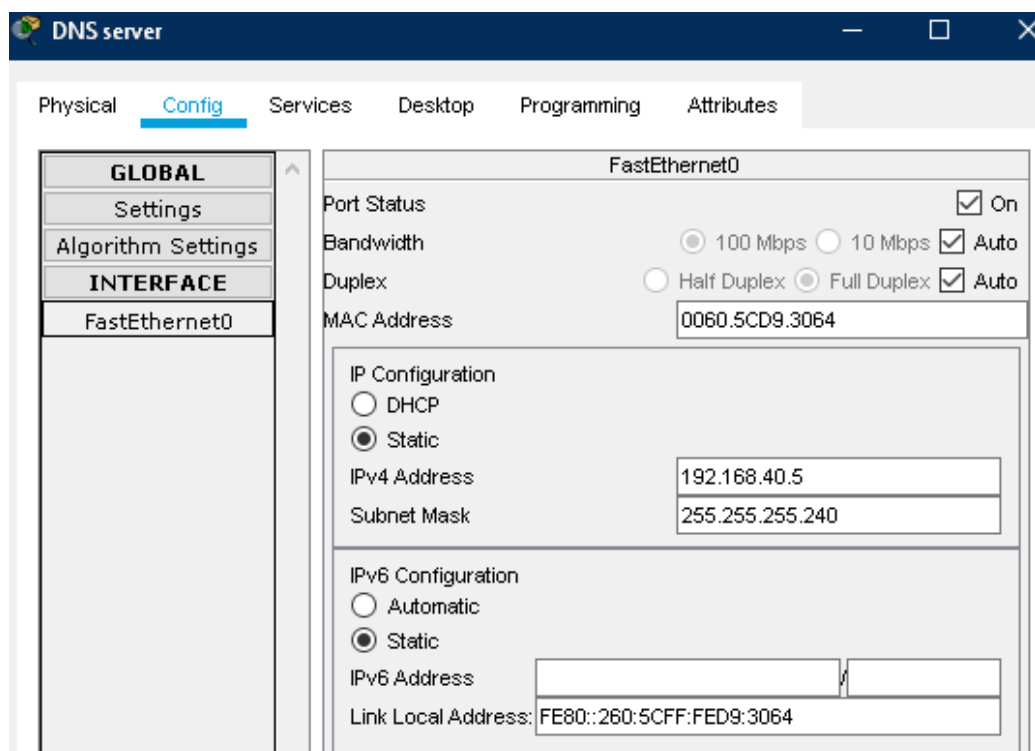 DNS server
Physical Config Services Desktop Programming Attributes
GLOBAL
Settings
Algorithm Settings
INTERFACE
FastEthernet0
FastEthernet0
Port Status On
Bandwidth 100 Mbps 10 Mbps Auto
Duplex Half Duplex Full Duplex Auto
MAC Address 0060.5CD9.3064
IP Configuration
DHCP
Static
IPv4 Address 192.168.40.5
Subnet Mask 255.255.255.240
IPv6 Configuration
Automatic
Static
IPv6 Address /
Link Local Address: FE80::260:5CFF:FED9:3064